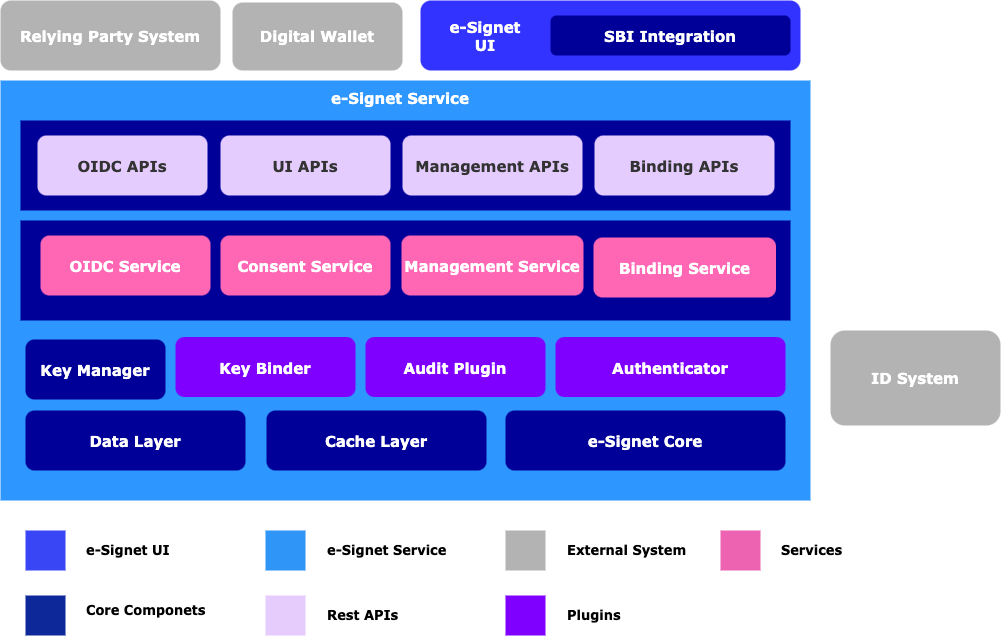 Relying Party System
Digital Wallet
e-Signet
UI
SBI Integration
e-Signet Service
OIDC APIs
UI APIs
Management APIs
Binding APIs
OIDC Service
Consent Service
Management Service
Binding Service
Key Manager
Key Binder
Audit Plugin
Authenticator
ID System
Data Layer
Cache Layer
e-Signet Core
e-Signet UI
e-Signet Service
External System
Services
Core Componets
Rest APIs
Plugins